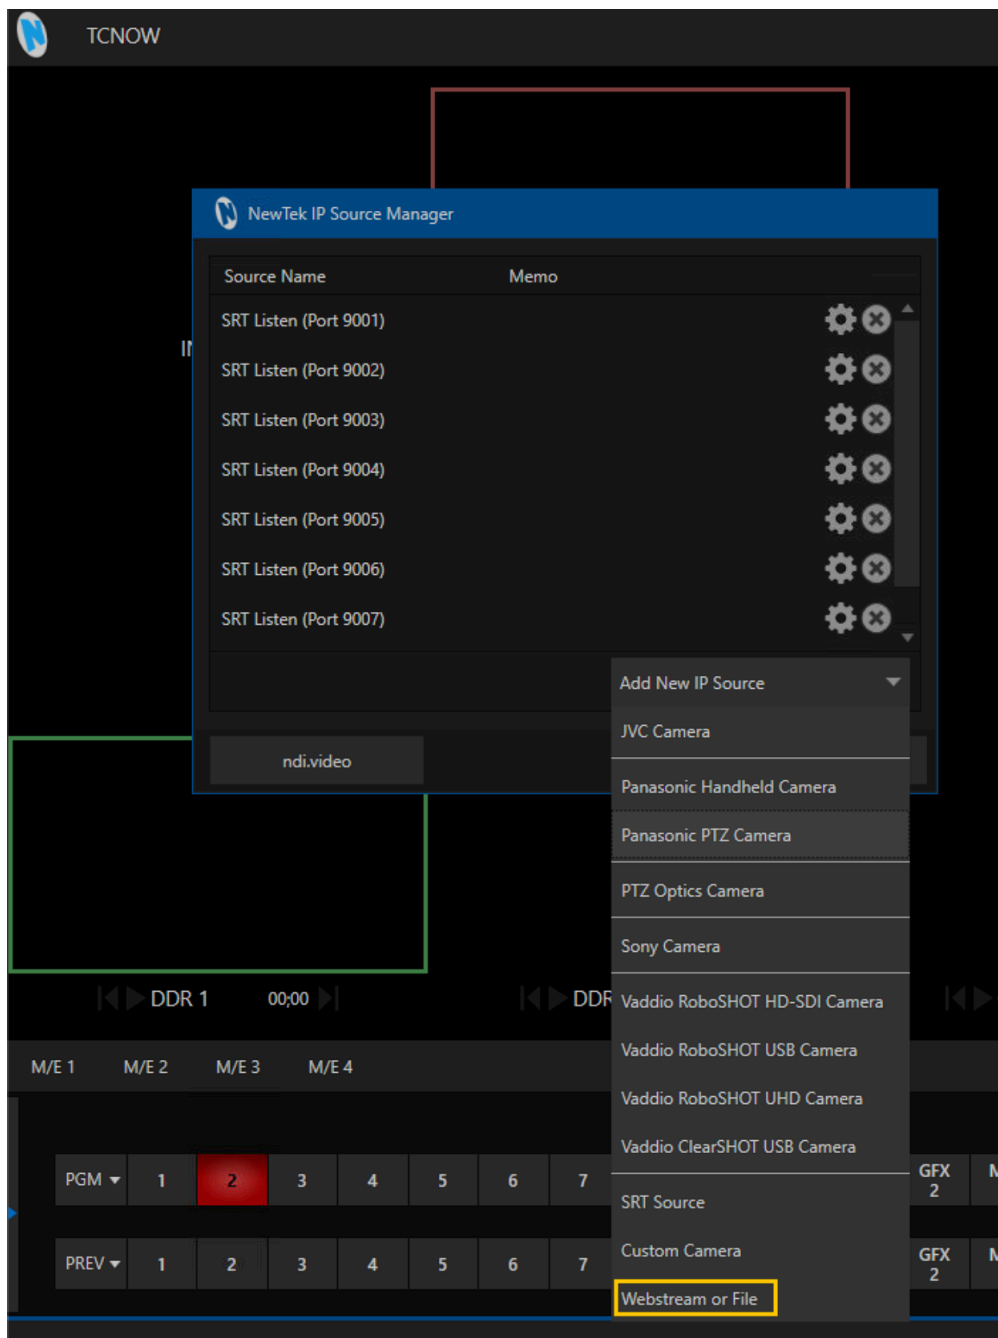 TCNOW
NewTek IP Source Manager
Source Name Memo
SRT Listen (Port 9001)
SRT Listen (Port 9002)
SRT Listen (Port 9003)
SRT Listen (Port 9004)
SRT Listen (Port 9005)
SRT Listen (Port 9006)
SRT Listen (Port 9007)
Add New IP Source
ndi.video
JVC Camera
Panasonic Handheld Camera
Panasonic PTZ Camera
PTZ Optics Camera
Sony Camera
Vaddio RoboSHOT HD-SDI Camera
Vaddio RoboSHOT USB Camera
Vaddio RoboSHOT UHD Camera
Vaddio ClearSHOT USB Camera
SRT Source
Custom Camera
Webstream or File
DDR 1 00;00 DDR
M/E 1 M/E 2 M/E 3 M/E 4
PGM 1 2 3 4 5 6 7 GFX 2
PREV 1 2 3 4 5 6 7 GFX 2